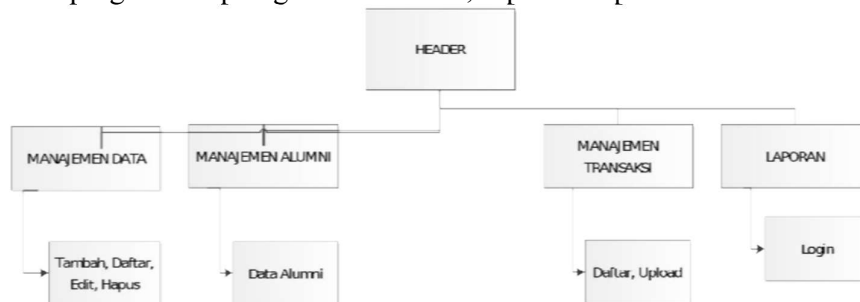 HEADER
MANAJEMEN DATA
MANAJEMEN ALUMNI
MANAJEMEN
TRANSAKSI
LAPORAN
Tambah, Daftar,
Edit, Hapus
Data Alumni
Daftar, Upload
Login